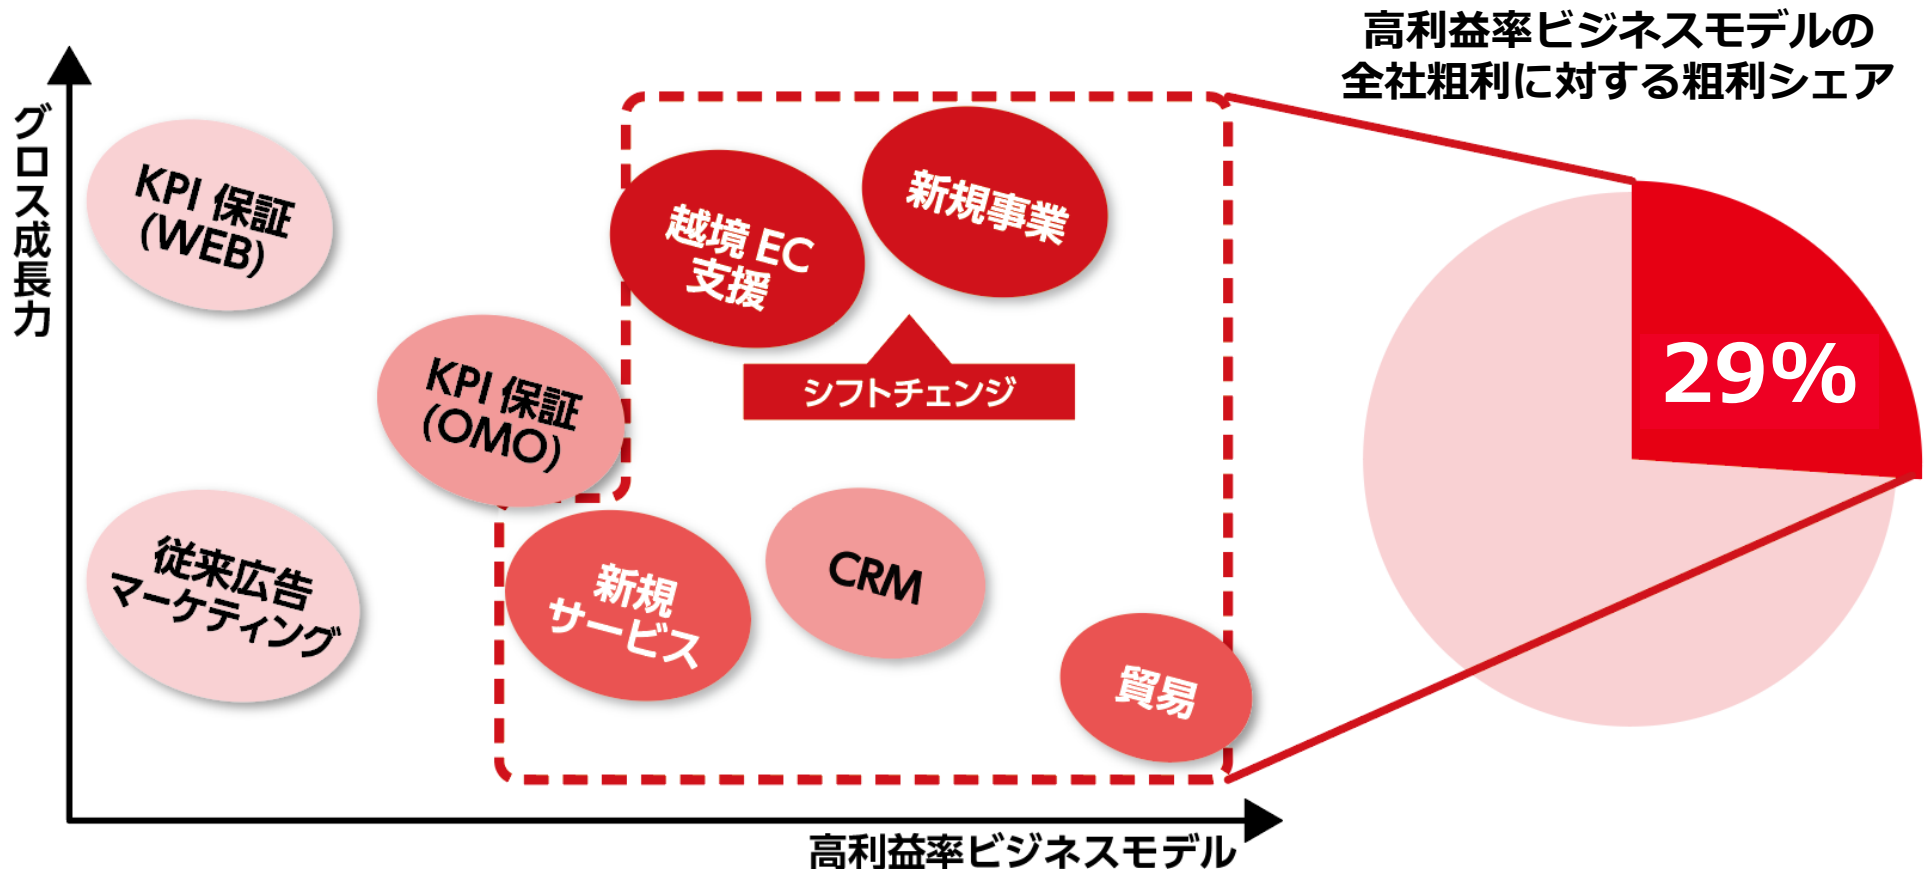 高利益率ビジネスモデルの
全社粗利に対する粗利シェア
グロス成長力
KPI 保証
(WEB)
越境 EC
支援
新規事業
KPI 保証
(OMO)
シフトチェンジ
29%
従来広告
マーケティング
新規
サービス
CRM
貿易
高利益率ビジネスモデル